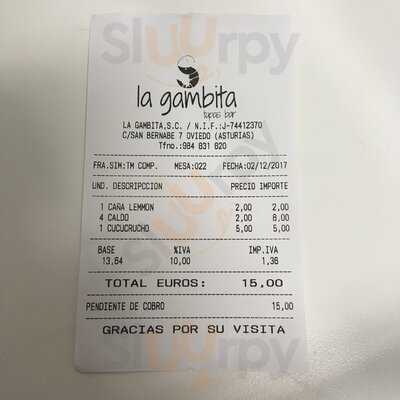 Sluurpy
la gambita
tapas bar
LA GAMBITA,S.C. / N.I.F.:J-74412370
C/SAN BERNABE 7 OVIEDO (ASTURIAS)
Tfno.:984 831 820
FRA.SIM:TM COMP. MESA:022 FECHA:02/12/2017
UND. DESCRIPCCION PRECIO IMPORTE
1 CAÑA LEMMON 2,00 2,00
4 CALDO 2,00 8,00
1 CUCUCRUCHO 5,00 5,00
BASE %IVA IMP.IVA
13,64 10,00 1,36
TOTAL EUROS: 15,00
PENDIENTE DE COBRO 15,00
GRACIAS POR SU VISITA
Sluurpy